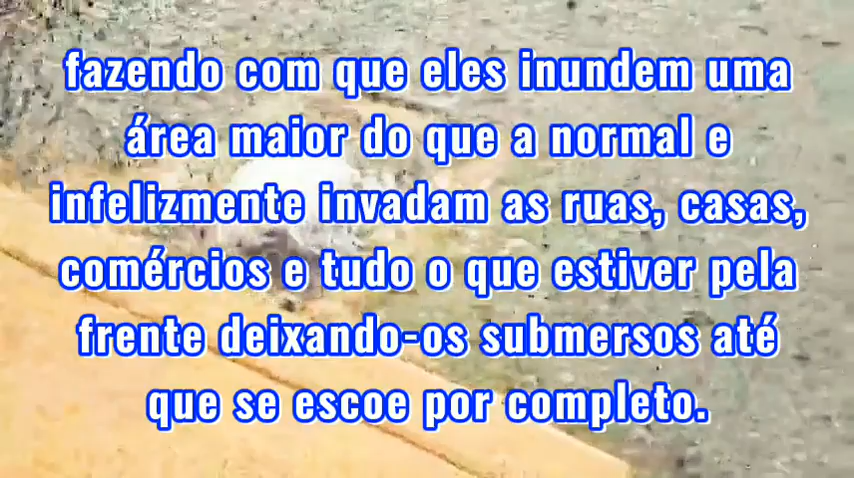 fazendo com que eles inundem uma
área maior do que a normal e
infelizmente invadam as ruas, casas,
comércios e tudo o que estiver pela
frente deixando-os submersos até
que se escoe por completo.